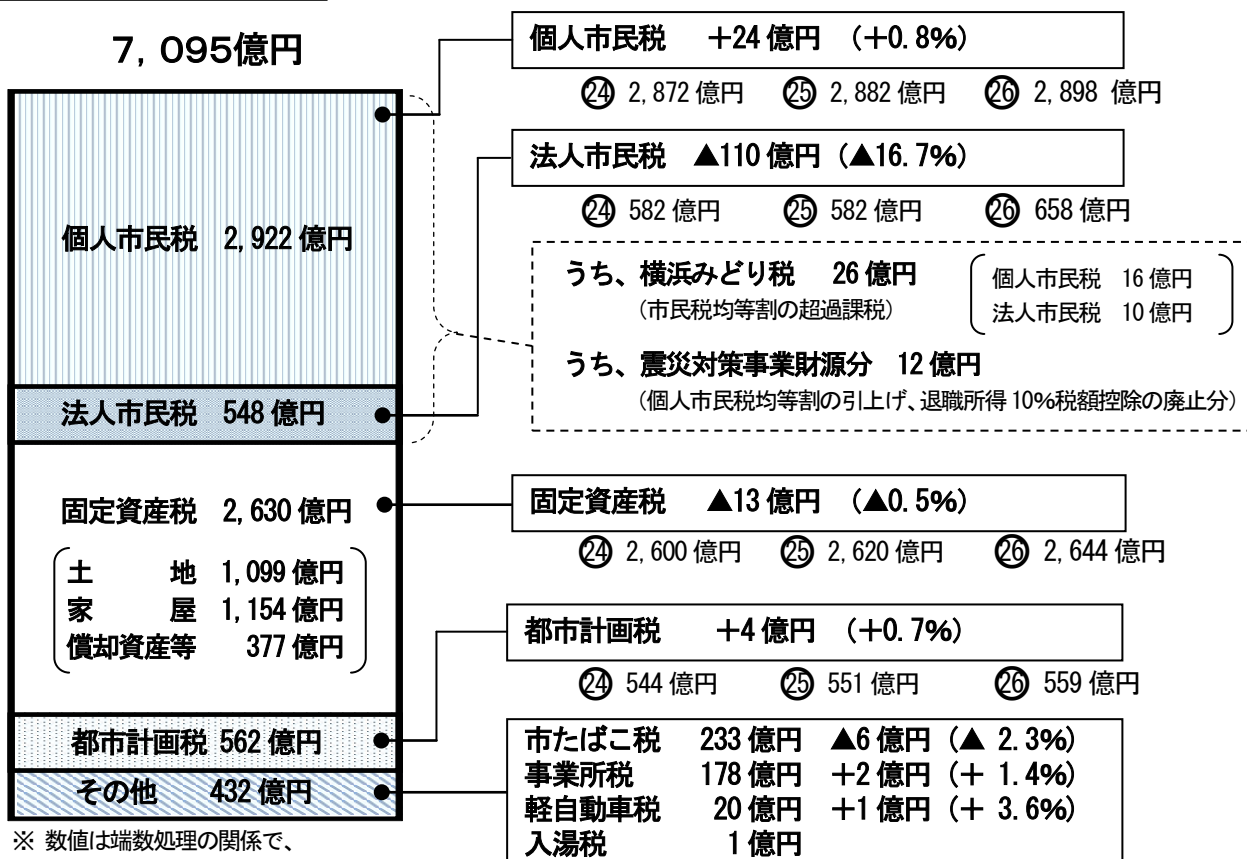 7,095億円
個人市民税 2,922億円
法人市民税 548億円
固定資産税 2,630億円
土地 1,099億円
家屋 1,154億円
償却資産等 377億円
都市計画税 562億円
その他 432億円
※ 数値は端数処理の関係で、
個人市民税 +24億円 (+0.8%)
㉔ 2,872億円 ㉕ 2,882億円 ㉖ 2,898億円
法人市民税 ▲110億円 (▲16.7%)
㉔ 582億円 ㉕ 582億円 ㉖ 658億円
うち、横浜みどり税 26億円
(市民税均等割の超過課税)
個人市民税 16億円
法人市民税 10億円
うち、震災対策事業財源分 12億円
(個人市民税均等割の引上げ、退職所得10%税額控除の廃止分)
固定資産税 ▲13億円 (▲0.5%)
㉔ 2,600億円 ㉕ 2,620億円 ㉖ 2,644億円
都市計画税 +4億円 (+0.7%)
㉔ 544億円 ㉕ 551億円 ㉖ 559億円
市たばこ税 233億円 ▲6億円 (▲ 2.3%)
事業所税 178億円 +2億円 (+ 1.4%)
軽自動車税 20億円 +1億円 (+ 3.6%)
入湯税 1億円